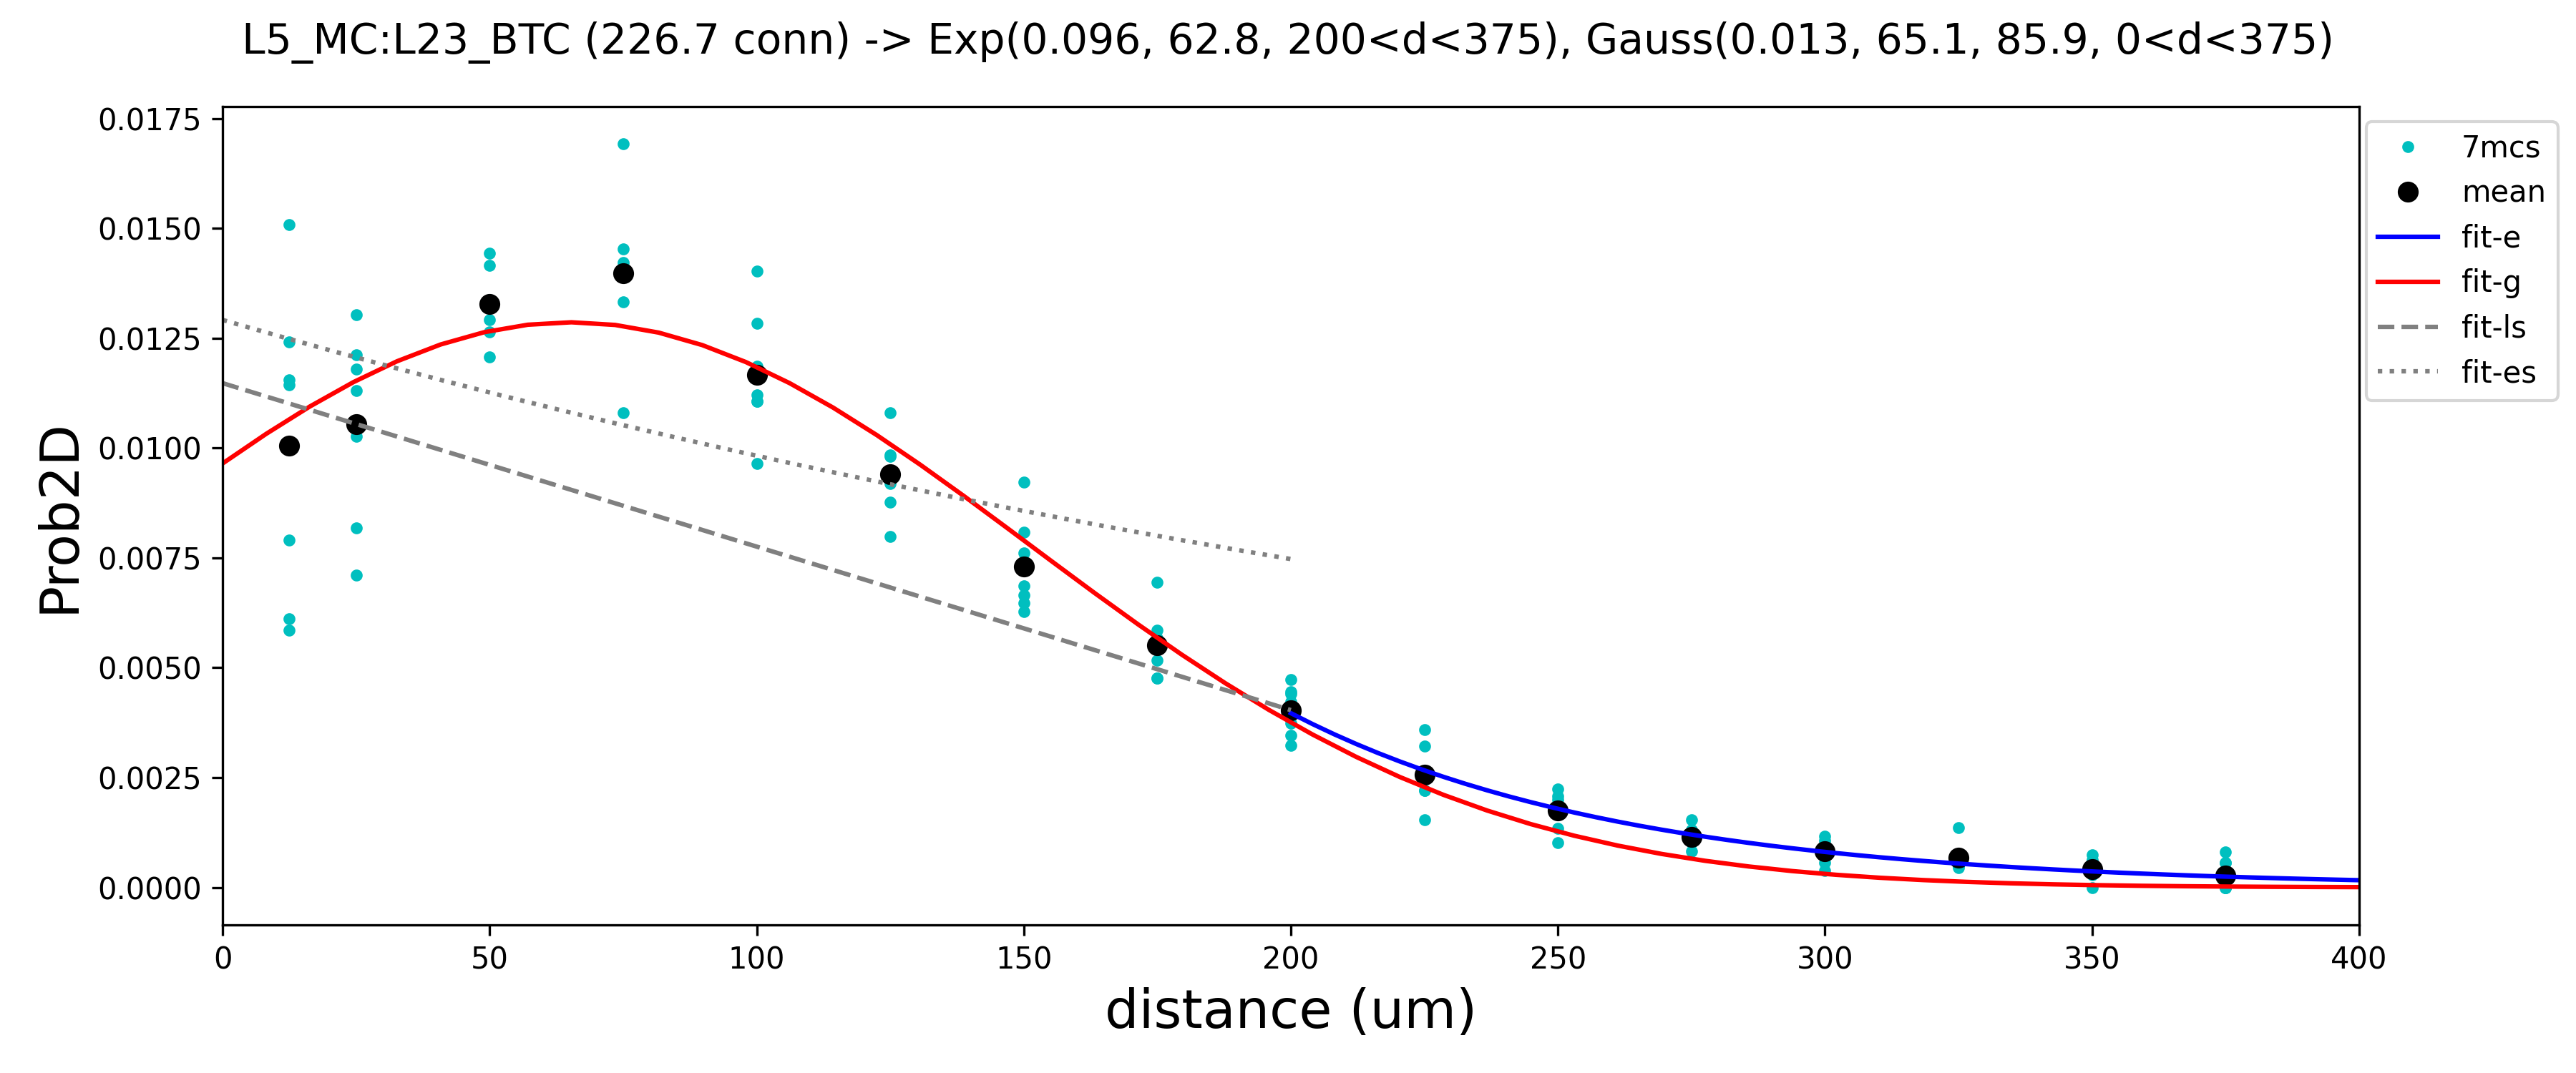 L5_MC:L23_BTC (226.7 conn) -> Exp(0.096, 62.8, 200<d<375), Gauss(0.013, 65.1, 85.9, 0<d<375)
Prob2D
0.0175
0.0150
0.0125
0.0100
0.0075
0.0050
0.0025
0.0000
0 50 100 150 200 250 300 350 400
distance (um)
7mcs
mean
fit-e
fit-g
fit-ls
fit-es